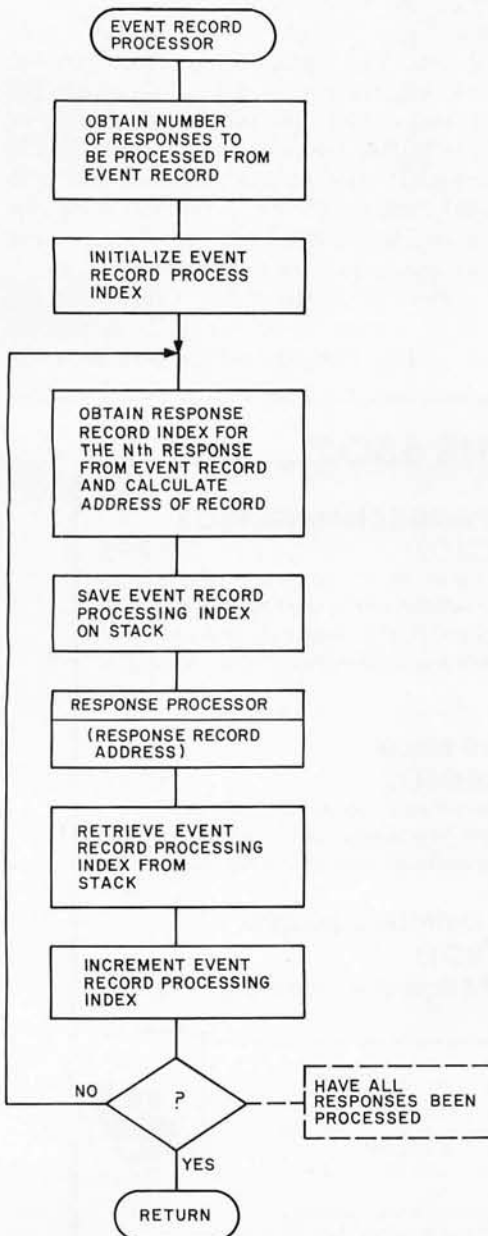 EVENT RECORD
PROCESSOR
OBTAIN NUMBER
OF RESPONSES TO
BE PROCESSED FROM
EVENT RECORD
INITIALIZE EVENT
RECORD PROCESS
INDEX
OBTAIN RESPONSE
RECORD INDEX FOR
THE Nth RESPONSE
FROM EVENT RECORD
AND CALCULATE
ADDRESS OF RECORD
SAVE EVENT RECORD
PROCESSING INDEX
ON STACK
RESPONSE PROCESSOR
(RESPONSE RECORD
ADDRESS)
RETRIEVE EVENT
RECORD PROCESSING
INDEX FROM
STACK
INCREMENT EVENT
RECORD PROCESSING
INDEX
NO
?
HAVE ALL
RESPONSES BEEN
PROCESSED
YES
RETURN